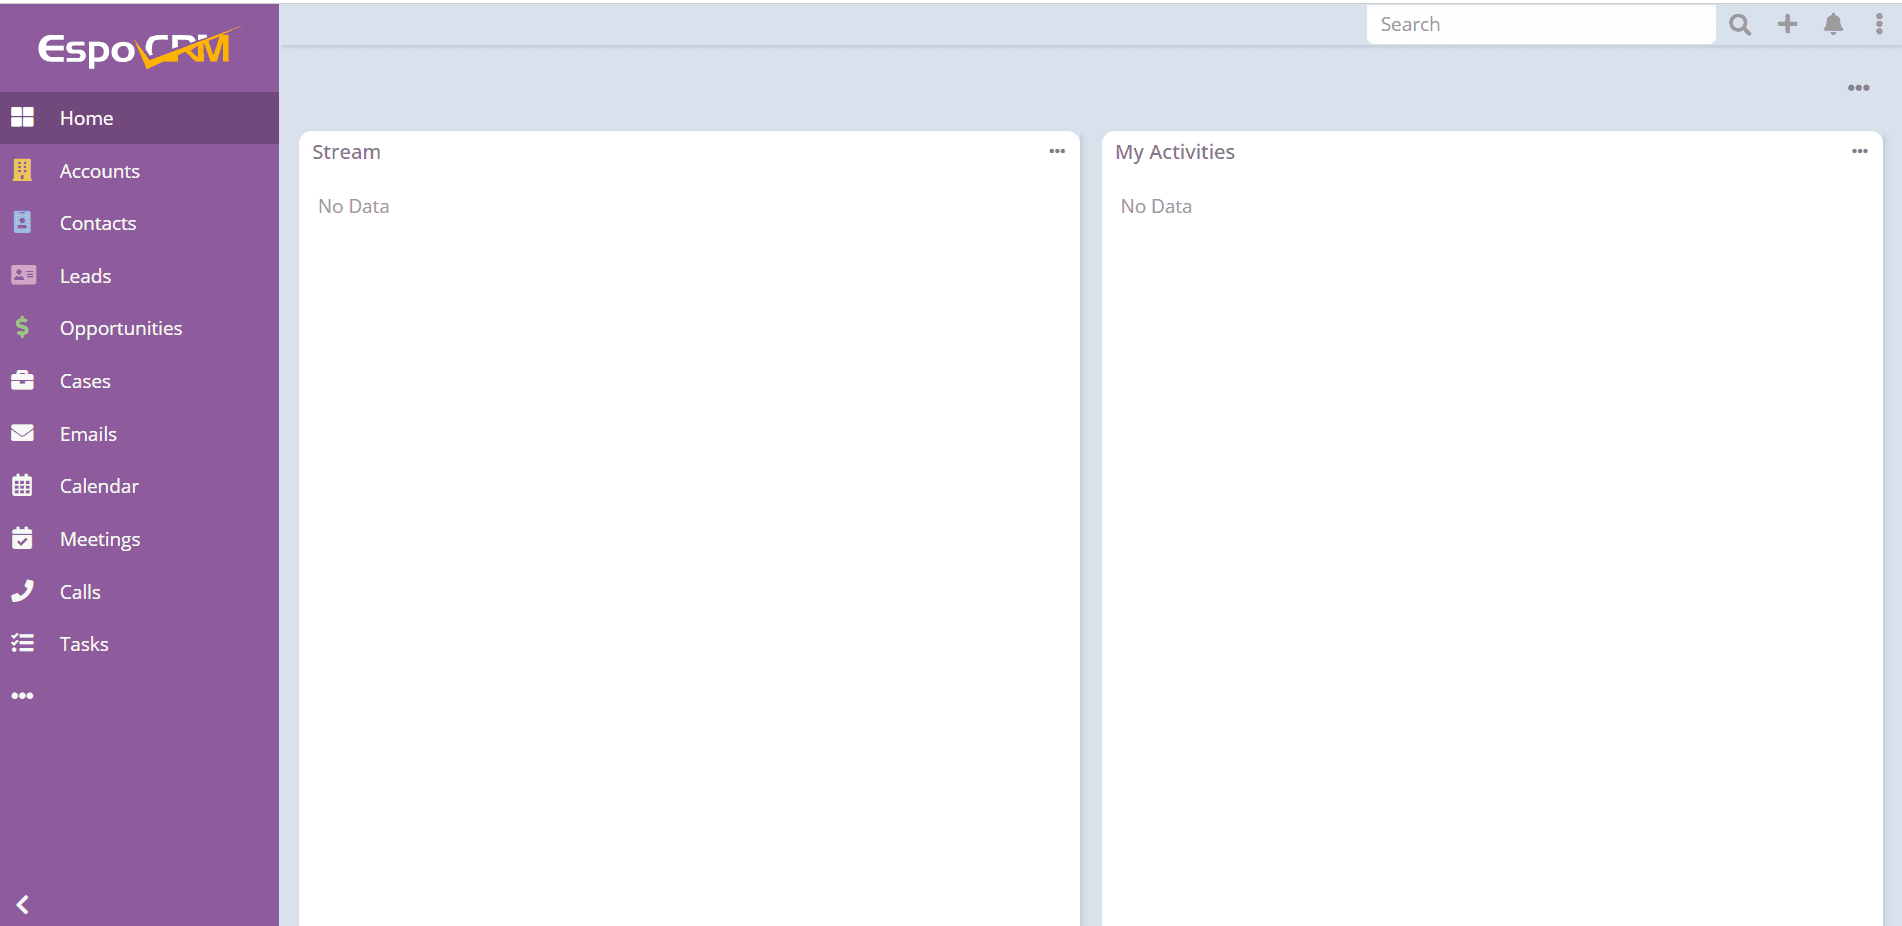 EspoCRM
Search
Home
Accounts
Contacts
Leads
Opportunities
Cases
Emails
Calendar
Meetings
Calls
Tasks
Stream
No Data
My Activities
No Data